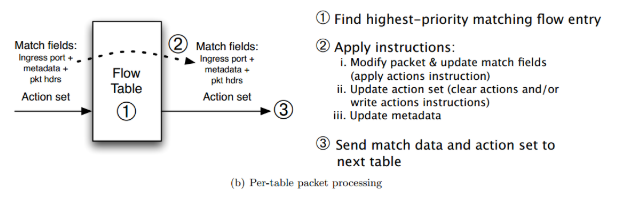 Match fields:
Ingress port +
metadata +
pkt hdrs
Action set
Flow
Table
①
②
Match fields:
Ingress port +
metadata +
pkt hdrs
Action set
③
① Find highest-priority matching flow entry
② Apply instructions:
i. Modify packet & update match fields
(apply actions instruction)
ii. Update action set (clear actions and/or
write actions instructions)
iii. Update metadata
③ Send match data and action set to
next table
(b) Per-table packet processing